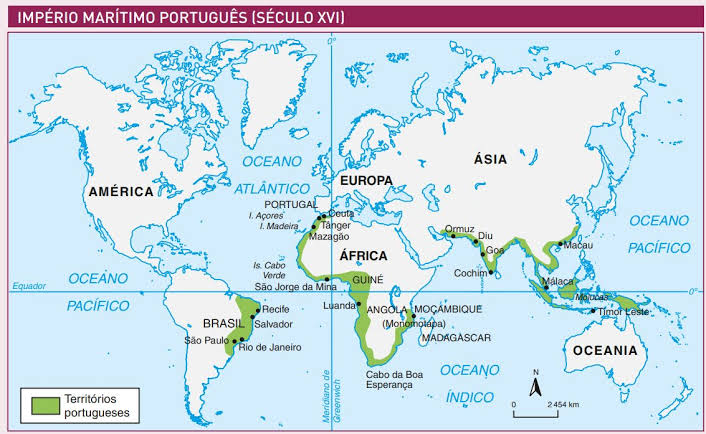 IMPÉRIO MARÍTIMO PORTUGUÊS (SÉCULO XVI)
0°
OCEANO
ATLÂNTICO
AMÉRICA
EUROPA
ÁSIA
PORTUGAL
I. Açores
I. Madeira
Ceuta
Tânger
Mazagão
ÁFRICA
Is. Cabo
Verde
São Jorge da Mina
GUINÉ
Ormuz
Diu
Goa
Cochim
Macau
OCEANO
PACÍFICO
OCEANO
PACÍFICO
Equador
0°
Málaca
Molucas
Timor Leste
Luanda
ANGOLA
MOÇAMBIQUE
(Monomotapa)
MADAGASCAR
BRASIL
Recife
Salvador
São Paulo
Rio de Janeiro
Cabo da Boa
Esperança
OCEANO
ÍNDICO
OCEANIA
Meridiano de
Greenwich
N
0
2 454 km
Territórios
portugueses